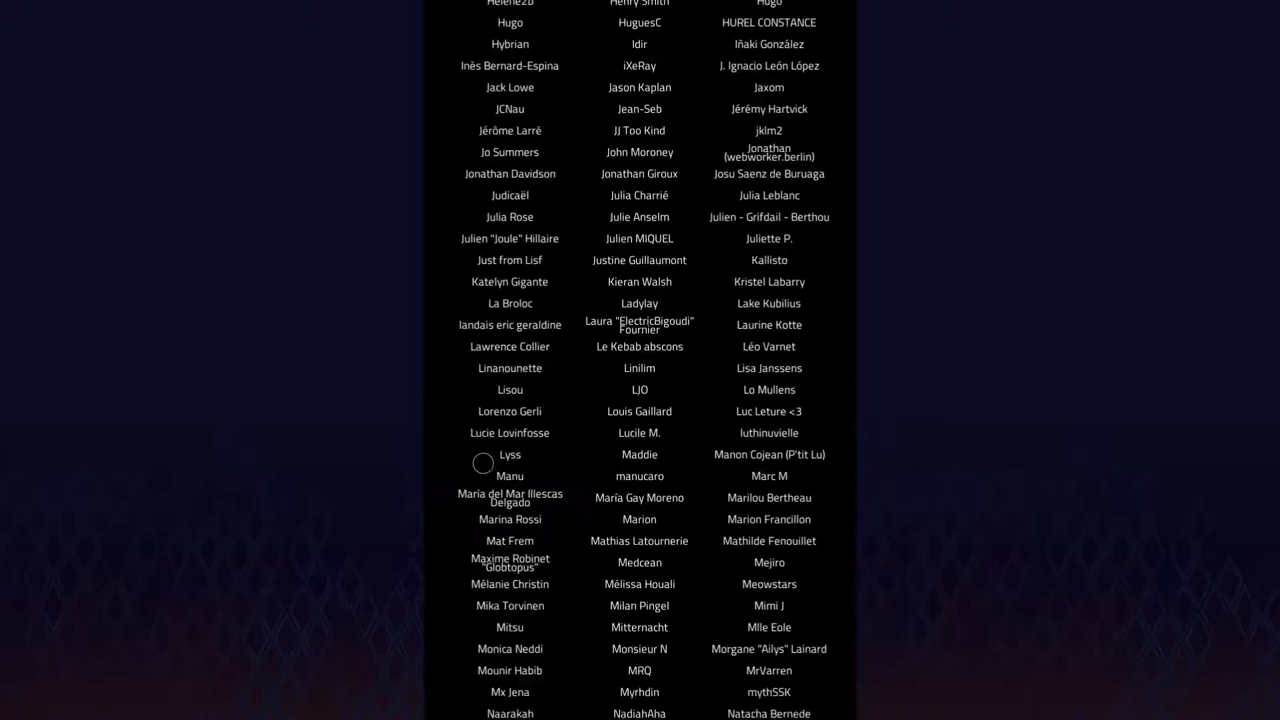 Helene2b Henry Smith Hugo
Hugo HuguesC HUREL CONSTANCE
Hybrian Idir Iñaki González
Inès Bernard-Espina iXeRay J. Ignacio León López
Jack Lowe Jason Kaplan Jaxom
JCNau Jean-Seb Jérémy Hartvick
Jérôme Larré JJ Too Kind jklm2
Jo Summers John Moroney Jonathan
(webworker.berlin)
Jonathan Davidson Jonathan Giroux Josu Saenz de Buruaga
Judicaël Julia Charrié Julia Leblanc
Julia Rose Julie Anselm Julien - Grifdail - Berthou
Julien "Joule" Hillaire Julien MIQUEL Juliette P.
Just from Lisf Justine Guillaumont Kallisto
Katelyn Gigante Kieran Walsh Kristel Labarry
La Broloc Ladylay Lake Kubilius
landais eric geraldine Laura "ElectricBigoudi" Laurine Kotte
Fournier
Lawrence Collier Le Kebab abscons Léo Varnet
Linanounette Linilim Lisa Janssens
Lisou LJO Lo Mullens
Lorenzo Gerli Louis Gaillard Luc Leture <3
Lucie Lovinfosse Lucile M. luthinuvielle
Lyss Maddie Manon Cojean (P'tit Lu)
Manu manucaro Marc M
María del Mar Illescas María Gay Moreno Marilou Bertheau
Delgado
Marina Rossi Marion Marion Francillon
Mat Frem Mathias Latournerie Mathilde Fenouillet
Maxime Robinet Medcean Mejiro
"Globtopus"
Mélanie Christin Mélissa Houali Meowstars
Mika Torvinen Milan Pingel Mimi J
Mitsu Mitternacht Mlle Eole
Monica Neddi Monsieur N Morgane "Ailys" Lainard
Mounir Habib MRQ MrVarren
Mx Jena Myrhdin mythSSK
Naarakah NadiahAha Natacha Bernede